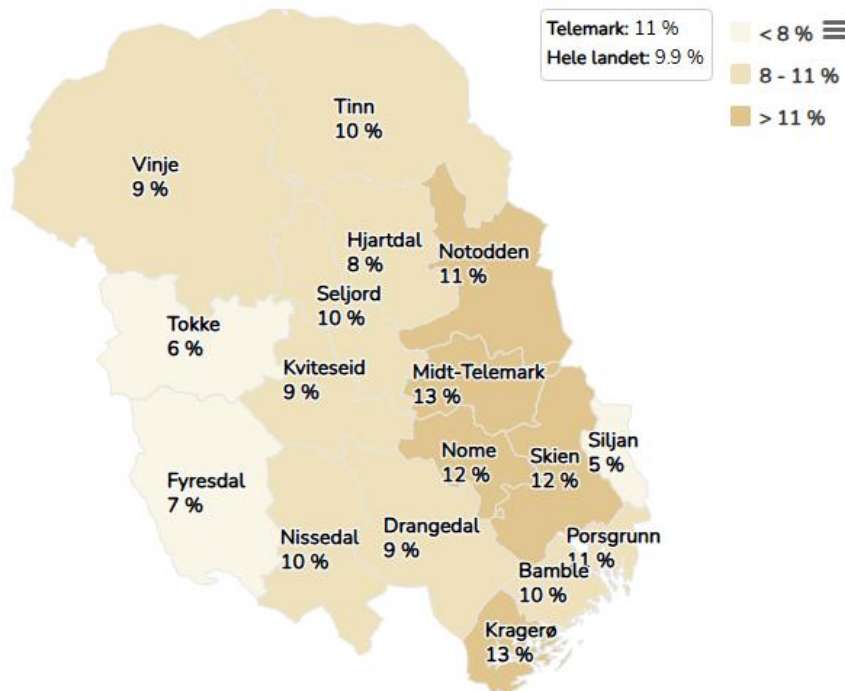 Telemark: 11 %
Hele landet: 9.9 %
< 8 %
8 - 11 %
> 11 %
Tinn
10 %
Vinje
9 %
Hjartdal
8 %
Notodden
11 %
Seljord
10 %
Tokke
6 %
Kviteseid
9 %
Midt-Telemark
13 %
Nome
12 %
Skien
12 %
Siljan
5 %
Fyresdal
7 %
Nissedal
10 %
Drangedal
9 %
Porsgrunn
11 %
Bamble
10 %
Kragerø
13 %